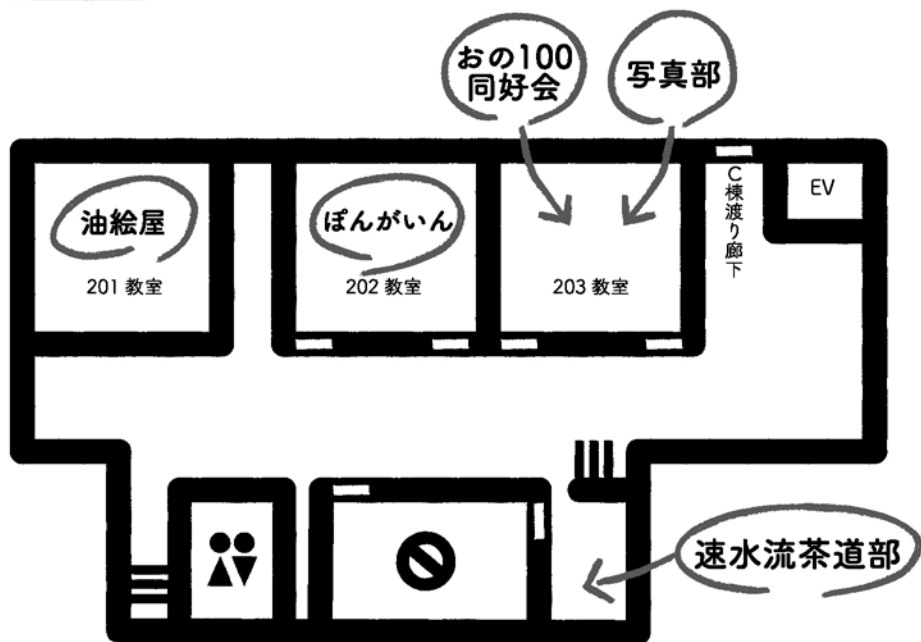 おの100
同好会
写真部
油絵屋
201 教室
ぽんがいん
202 教室
203 教室
C棟渡り廊下
EV
速水流茶道部